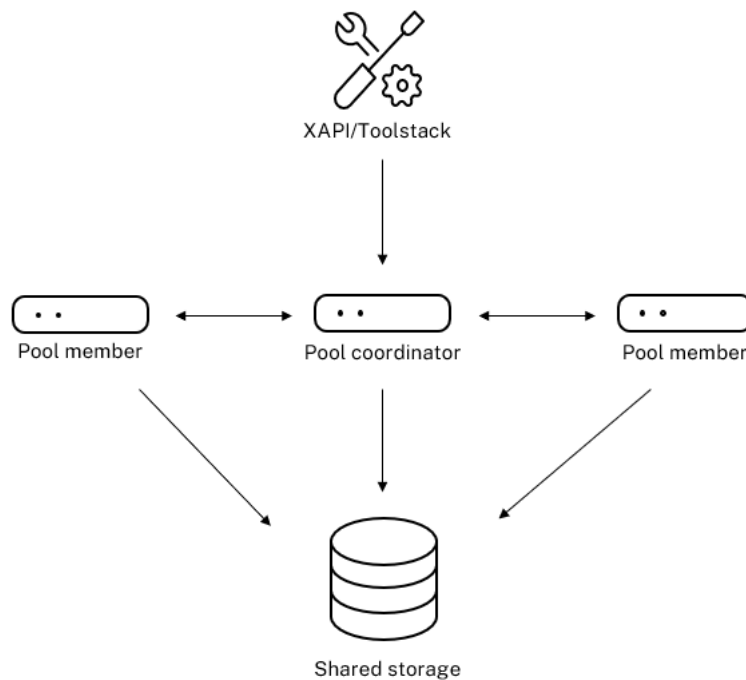 XAPI/Toolstack
Pool member
Pool coordinator
Pool member
Shared storage